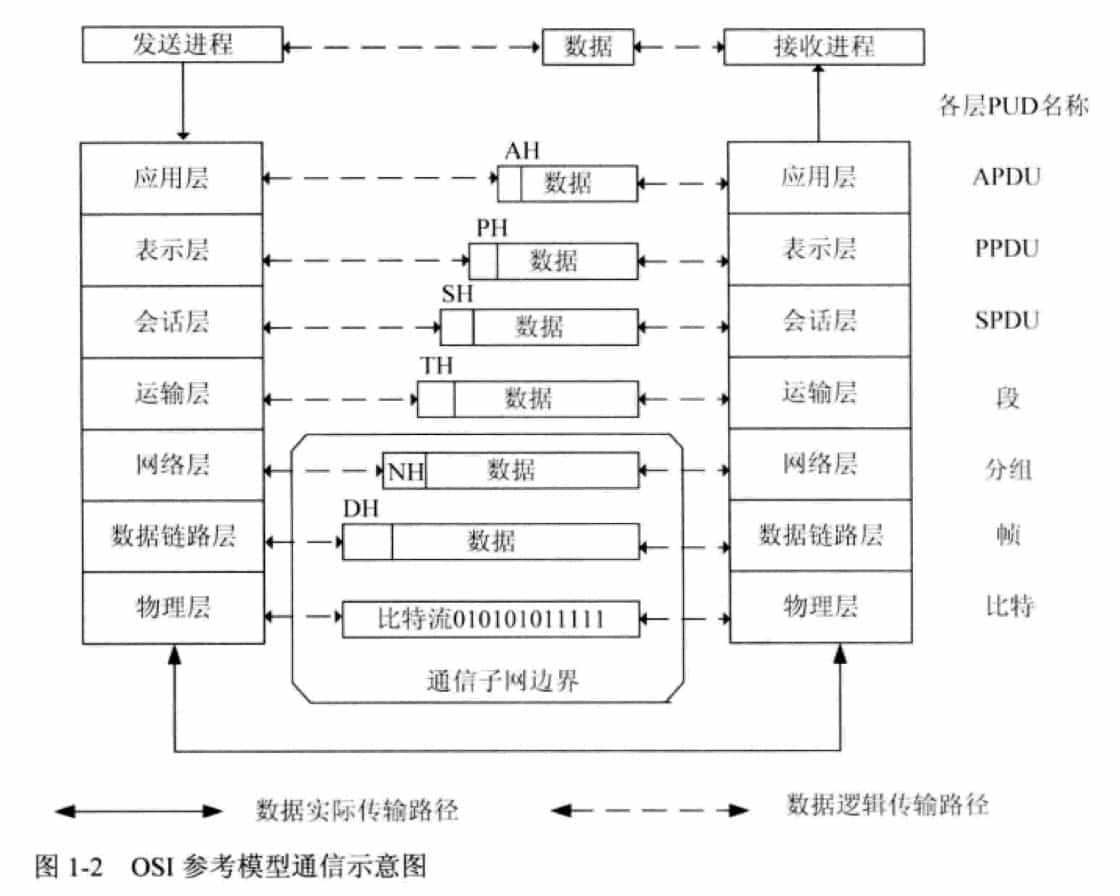 发送进程 数据 接收进程
各层PUD名称
AH
应用层 数据 应用层 APDU
PH
表示层 数据 表示层 PPDU
SH
会话层 数据 会话层 SPDU
TH
运输层 数据 运输层 段
网络层 NH 数据 网络层 分组
DH
数据链路层 数据 数据链路层 帧
物理层 比特流010101011111 物理层 比特
通信子网边界
数据实际传输路径 数据逻辑传输路径
图 1-2 OSI 参考模型通信示意图